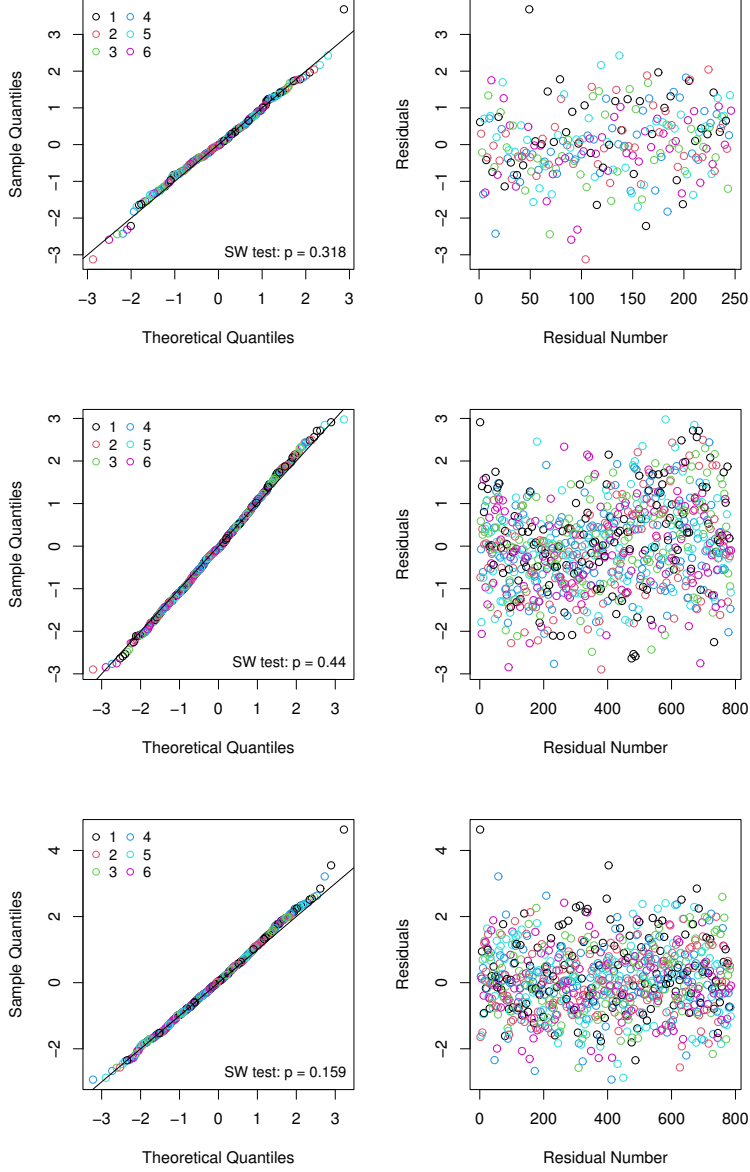 1 4
2 5
3 6
SW test: p = 0.318
Sample Quantiles
−3 −2 −1 0 1 2 3
−3 −2 −1 0 1 2 3
Theoretical Quantiles
Residuals
−3 −2 −1 0 1 2 3
0 50 100 150 200 250
Residual Number
1 4
2 5
3 6
SW test: p = 0.44
Sample Quantiles
−3 −2 −1 0 1 2 3
−3 −2 −1 0 1 2 3
Theoretical Quantiles
Residuals
−3 −2 −1 0 1 2 3
0 200 400 600 800
Residual Number
1 4
2 5
3 6
SW test: p = 0.159
Sample Quantiles
−2 0 2 4
−3 −2 −1 0 1 2 3
Theoretical Quantiles
Residuals
−2 0 2 4
0 200 400 600 800
Residual Number